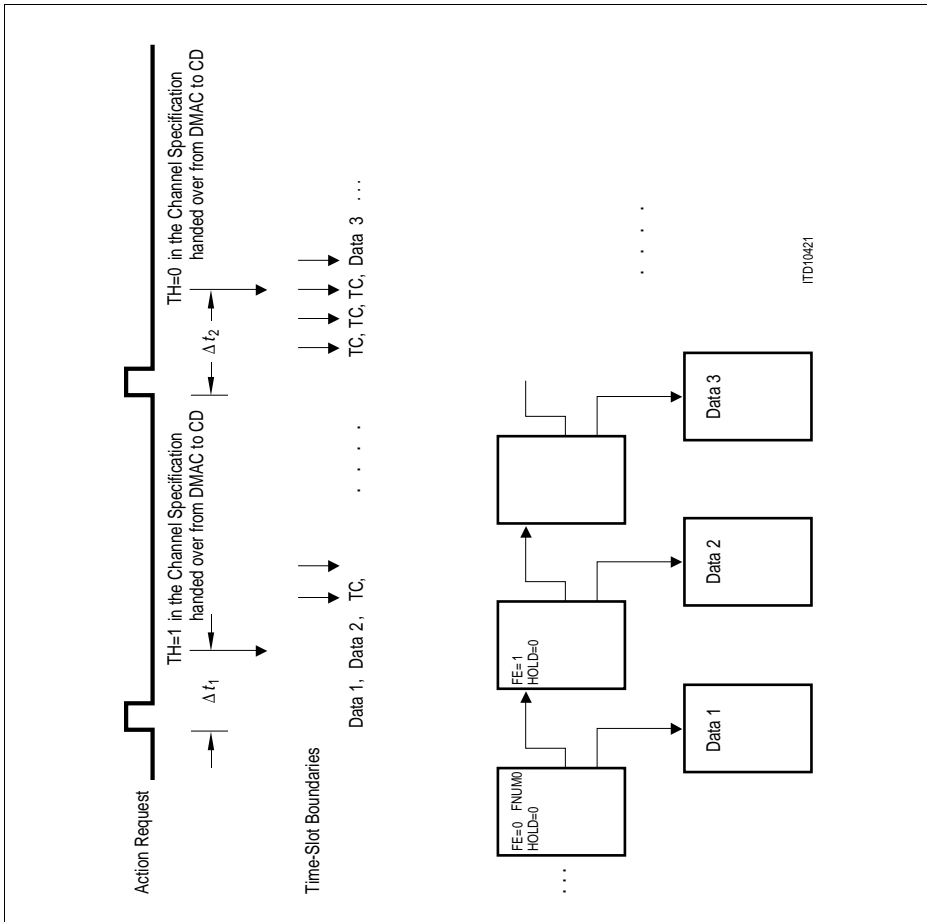 Action Request
TH=1 in the Channel Specification
handed over from DMAC to CD
TH=0 in the Channel Specification
handed over from DMAC to CD
Δt₁
Δt₂
Time-Slot Boundaries
Data 1, Data 2, TC,
. . . .
TC, TC, TC, Data 3 ...
FE=0 FNUM0
HOLD=0
FE=1
HOLD=0
. . . .
. . . .
Data 1
Data 2
Data 3
ITD10421